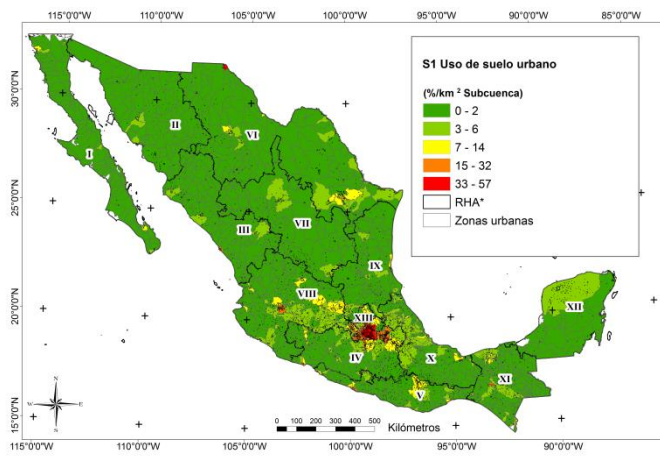 115°0'0"W
110°0'0"W
105°0'0"W
100°0'0"W
95°0'0"W
90°0'0"W
85°0'0"W
30°0'0"N
25°0'0"N
20°0'0"N
15°0'0"N
S1 Uso de suelo urbano
(%/km ² Subcuenca)
0 - 2
3 - 6
7 - 14
15 - 32
33 - 57
RHA*
Zonas urbanas
I
II
VI
III
VII
IX
VIII
XIII
IV
X
V
XI
XII
N
W
E
S
0 100 200 300 400 500
Kilómetros
115°0'0"W
110°0'0"W
105°0'0"W
100°0'0"W
95°0'0"W
90°0'0"W